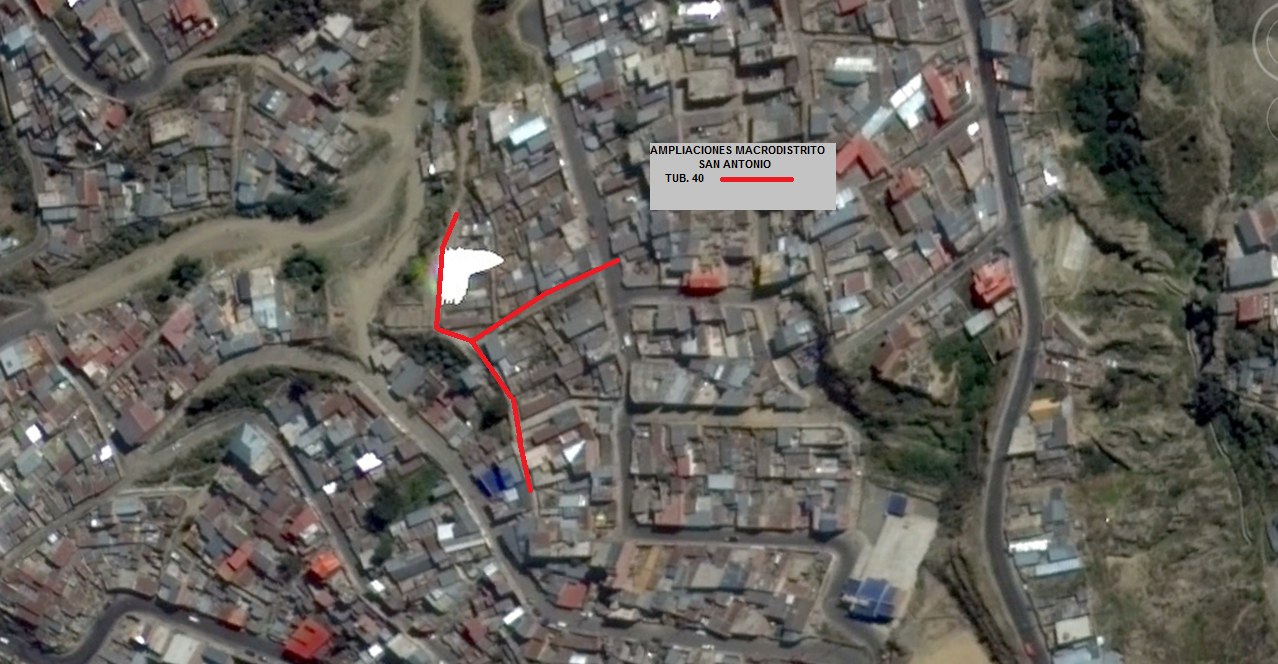 AMPLIACIONES MACRODISTRITO
SAN ANTONIO
TUB. 40